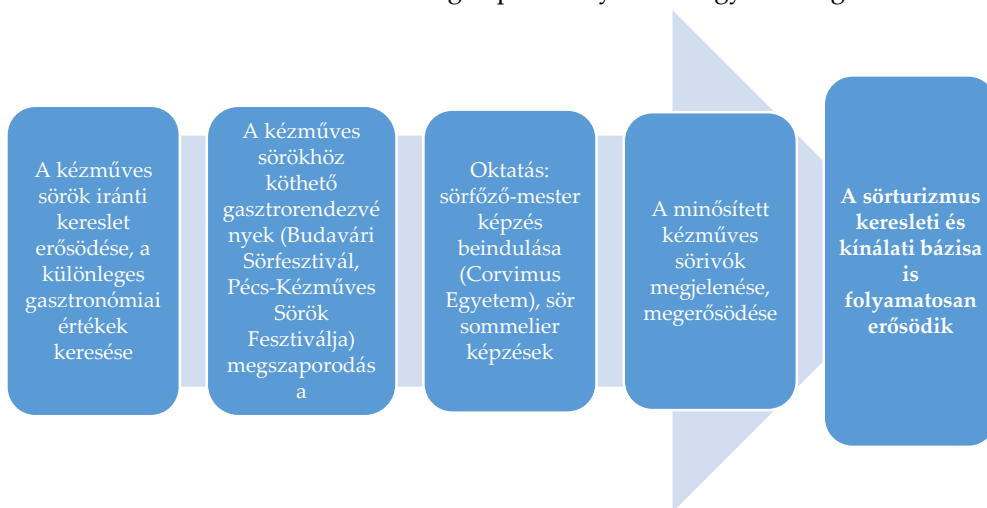 A kézműves
sörök iránti
kereslet
erősödése, a
különleges
gasztronómiai
értékek
keresése
A kézműves
sörökhöz
köthető
gasztrorendezvé
nyek (Budavári
Sörfesztivál,
Pécs-Kézműves
Sörök
Fesztiválja)
megszaporodás
a
Oktatás:
sörfőző-mester
képzés
beindulása
(Corvimus
Egyetem), sör
sommelier
képzések
A minősített
kézműves
sörivók
megjelenése,
megerősödése
A sörturizmus
keresleti és
kínálati bázisa
is
folyamatosan
erősödik